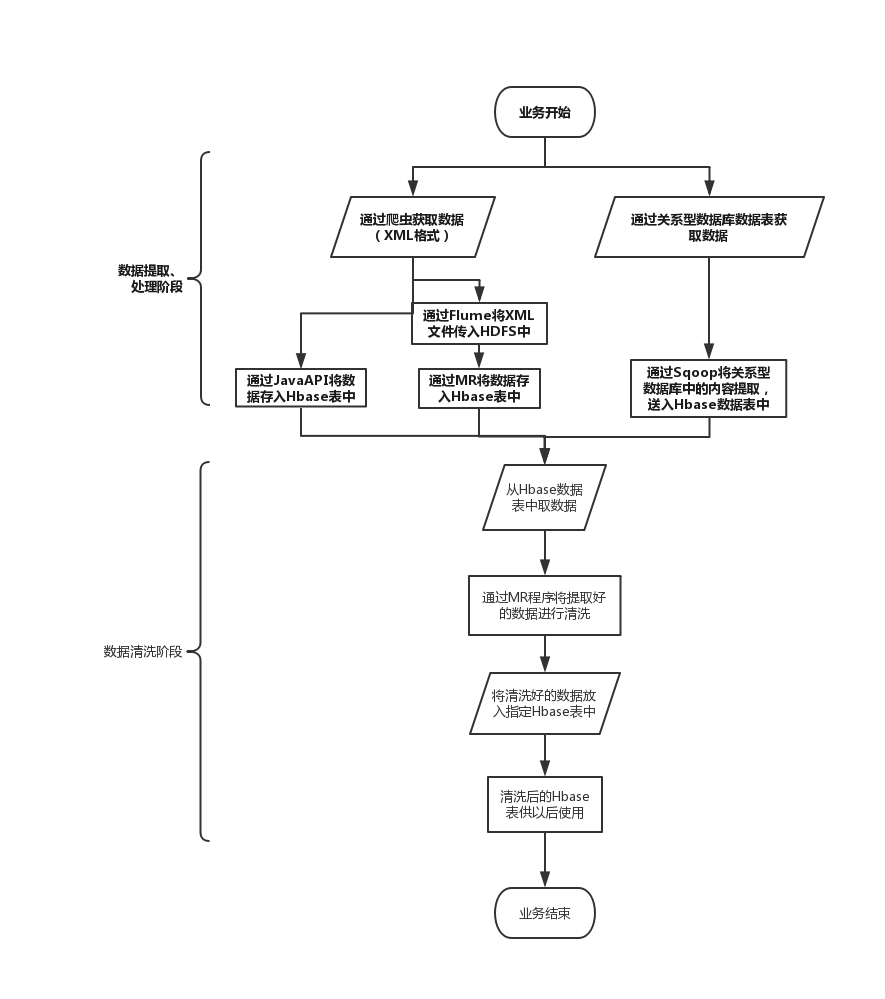 业务开始
通过爬虫获取数据
（XML格式）
通过关系型数据库数据表获
取数据
数据提取、
处理阶段
通过Flume将XML
文件传入HDFS中
通过JavaAPI将数
据存入Hbase表中
通过MR将数据存
入Hbase表中
通过Sqoop将关系型
数据库中的内容提取，
送入Hbase数据表中
从Hbase数据
表中取数据
通过MR程序将提取好
的数据进行清洗
数据清洗阶段
将清洗好的数据放
入指定Hbase表中
清洗后的Hbase
表供以后使用
业务结束